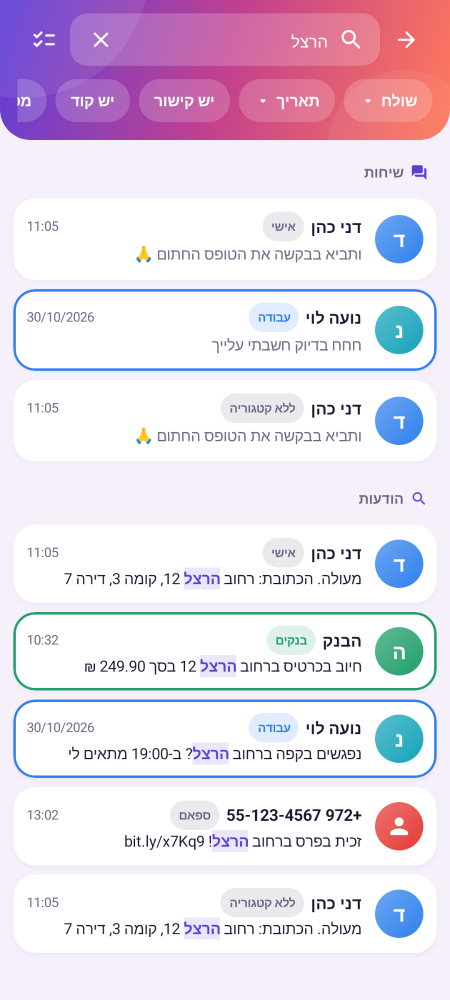 הרצל
שולח תאריך יש קישור יש קוד
שיחות
דני כהן אישי 11:05
ותביא בבקשה את הטופס החתום 🙏
נועה לוי עבודה 30/10/2026
חחח בדיוק חשבתי עלייך
דני כהן ללא קטגוריה 11:05
ותביא בבקשה את הטופס החתום 🙏
הודעות
דני כהן אישי 11:05
מעולה. הכתובת: רחוב הרצל 12, קומה 3, דירה 7
הבנק בנקים 10:32
חיוב בכרטיס ברחוב הרצל 12 בסך 249.90 ₪
נועה לוי עבודה 30/10/2026
נפגשים בקפה ברחוב הרצל? ב-19:00 מתאים לי
+972 55-123-4567 ספאם 13:02
זכית בפרס ברחוב הרצל! bit.ly/x7Kq9
דני כהן ללא קטגוריה 11:05
מעולה. הכתובת: רחוב הרצל 12, קומה 3, דירה 7